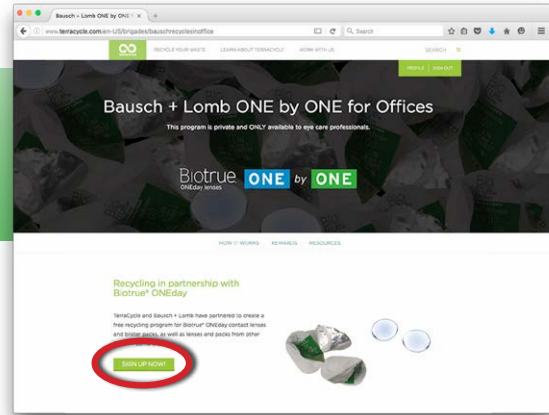 Bausch + Lomb ONE by ONE
www.terracycle.com/en-US/brigades/bauschrecyclesinoffice
Search
RECYCLE YOUR WASTE LEARN ABOUT TERRACYCLE WORK WITH US SEARCH
PROFILE SIGN OUT
Bausch + Lomb ONE by ONE for Offices
This program is private and ONLY available to eye care professionals.
Biotrue ONE by ONE
ONEday lenses
HOW IT WORKS REWARDS RESOURCES
Recycling in partnership with
Biotrue® ONEday
TerraCycle and Bausch + Lomb have partnered to create a
free recycling program for Biotrue® ONEday contact lenses
and blister packs, as well as lenses and packs from other
SIGN UP NOW!